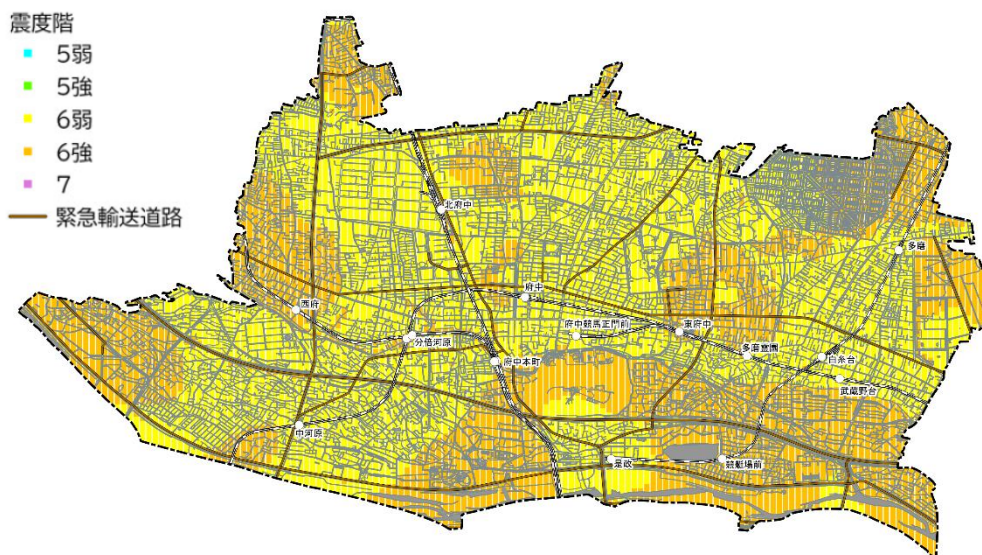 震度階
5弱
5強
6弱
6強
7
緊急輸送道路
北府中
多磨
府中
西府
府中競馬正門前
東府中
分倍河原
多磨霊園
府中本町
白糸台
武蔵野台
中河原
是政
競艇場前